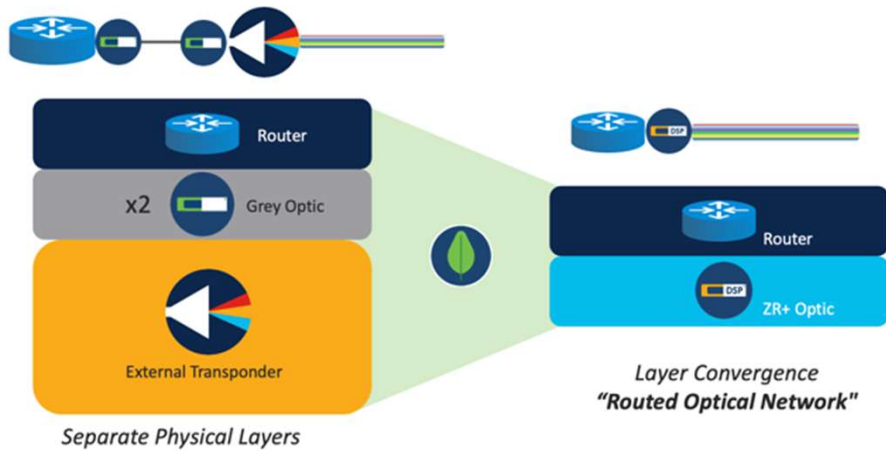 Router
x2
Grey Optic
External Transponder
Separate Physical Layers
DSP
Router
DSP
ZR+ Optic
Layer Convergence
“Routed Optical Network"